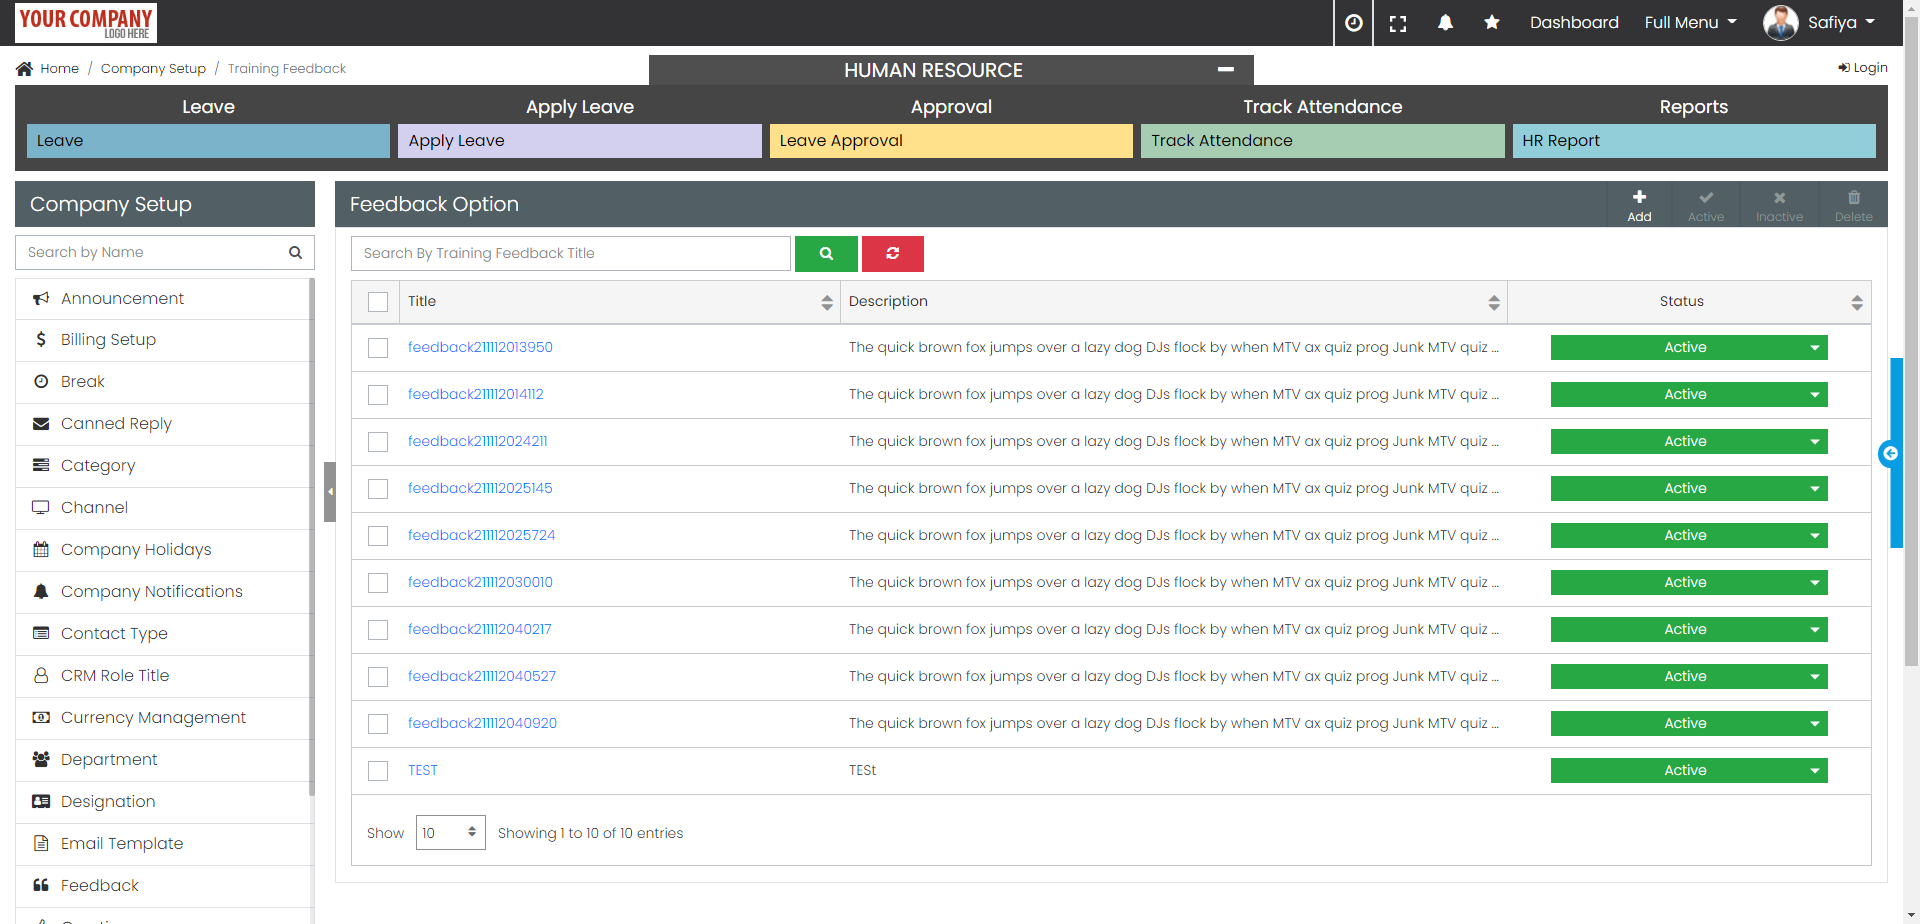 YOUR COMPANY
LOGO HERE
Dashboard
Full Menu
Safiya
Home / Company Setup / Training Feedback
HUMAN RESOURCE
Login
Leave
Apply Leave
Approval
Track Attendance
Reports
Leave
Apply Leave
Leave Approval
Track Attendance
HR Report
Company Setup
Search by Name
Announcement
Billing Setup
Break
Canned Reply
Category
Channel
Company Holidays
Company Notifications
Contact Type
CRM Role Title
Currency Management
Department
Designation
Email Template
Feedback
Feedback Option
Add
Active
Inactive
Delete
Search By Training Feedback Title
Title Description Status
feedback211112013950 The quick brown fox jumps over a lazy dog DJs flock by when MTV ax quiz prog Junk MTV quiz ... Active
feedback211112014112 The quick brown fox jumps over a lazy dog DJs flock by when MTV ax quiz prog Junk MTV quiz ... Active
feedback211112024211 The quick brown fox jumps over a lazy dog DJs flock by when MTV ax quiz prog Junk MTV quiz ... Active
feedback211112025145 The quick brown fox jumps over a lazy dog DJs flock by when MTV ax quiz prog Junk MTV quiz ... Active
feedback211112025724 The quick brown fox jumps over a lazy dog DJs flock by when MTV ax quiz prog Junk MTV quiz ... Active
feedback211112030010 The quick brown fox jumps over a lazy dog DJs flock by when MTV ax quiz prog Junk MTV quiz ... Active
feedback211112040217 The quick brown fox jumps over a lazy dog DJs flock by when MTV ax quiz prog Junk MTV quiz ... Active
feedback211112040527 The quick brown fox jumps over a lazy dog DJs flock by when MTV ax quiz prog Junk MTV quiz ... Active
feedback211112040920 The quick brown fox jumps over a lazy dog DJs flock by when MTV ax quiz prog Junk MTV quiz ... Active
TEST TESt Active
Show 10 Showing 1 to 10 of 10 entries